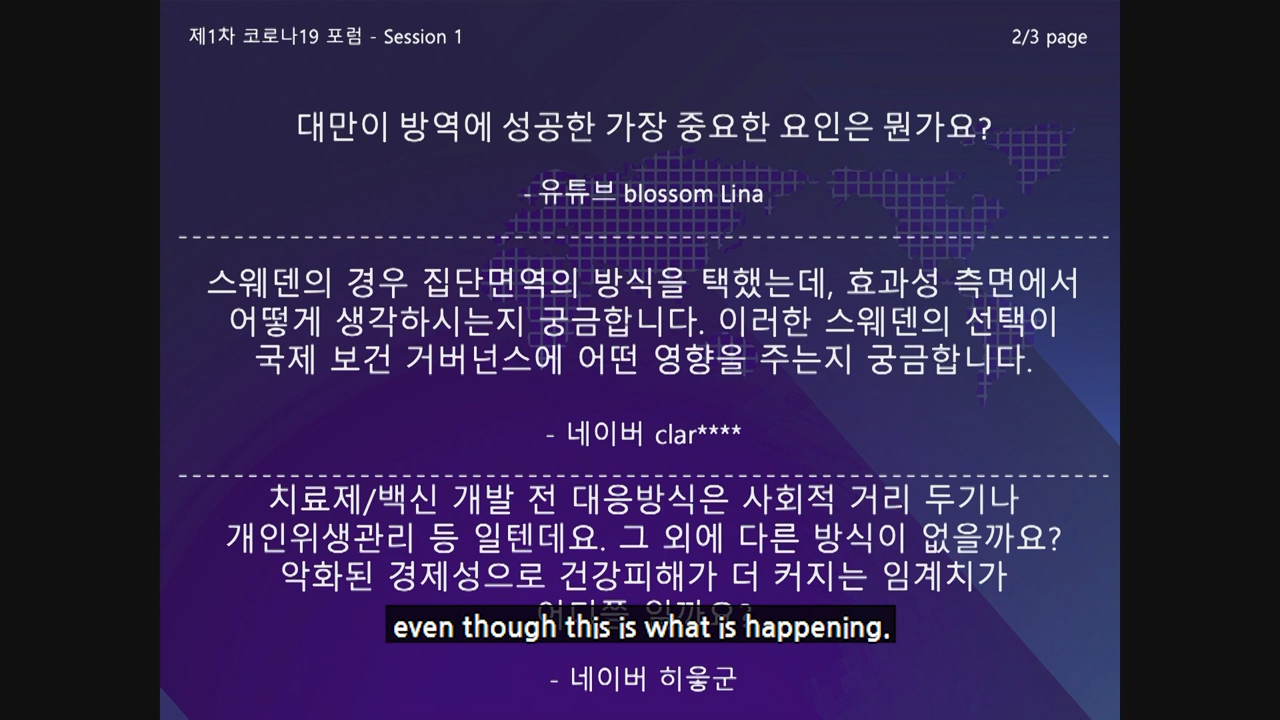 제1차 코로나19 포럼 - Session 1
2/3 page
대만이 방역에 성공한 가장 중요한 요인은 뭔가요?
- 유튜브 blossom Lina
스웨덴의 경우 집단면역의 방식을 택했는데, 효과성 측면에서
어떻게 생각하시는지 궁금합니다. 이러한 스웨덴의 선택이
국제 보건 거버넌스에 어떤 영향을 주는지 궁금합니다.
- 네이버 clar****
치료제/백신 개발 전 대응방식은 사회적 거리 두기나
개인위생관리 등 일텐데요. 그 외에 다른 방식이 없을까요?
악화된 경제성으로 건강피해가 더 커지는 임계치가
어디쯤 일까요?
even though this is what is happening.
- 네이버 히읗군